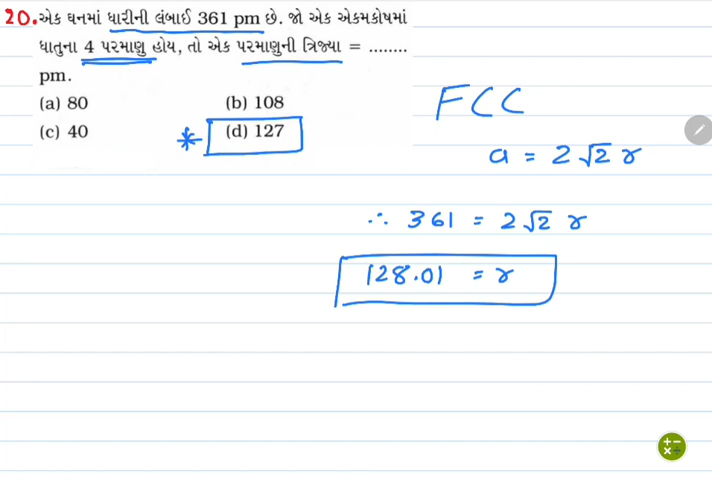 20. એક ઘનમાં ધારીની લંબાઈ 361 pm છે. જો એક એકમકોષમાં
ધાતુના 4 પરમાણુ હોય, તો એક પરમાણુની ત્રિજ્યા = ........
pm.
(a) 80 (b) 108
(c) 40 * (d) 127
FCC
a = 2√2 r
∴ 361 = 2√2 r
128.01 = r